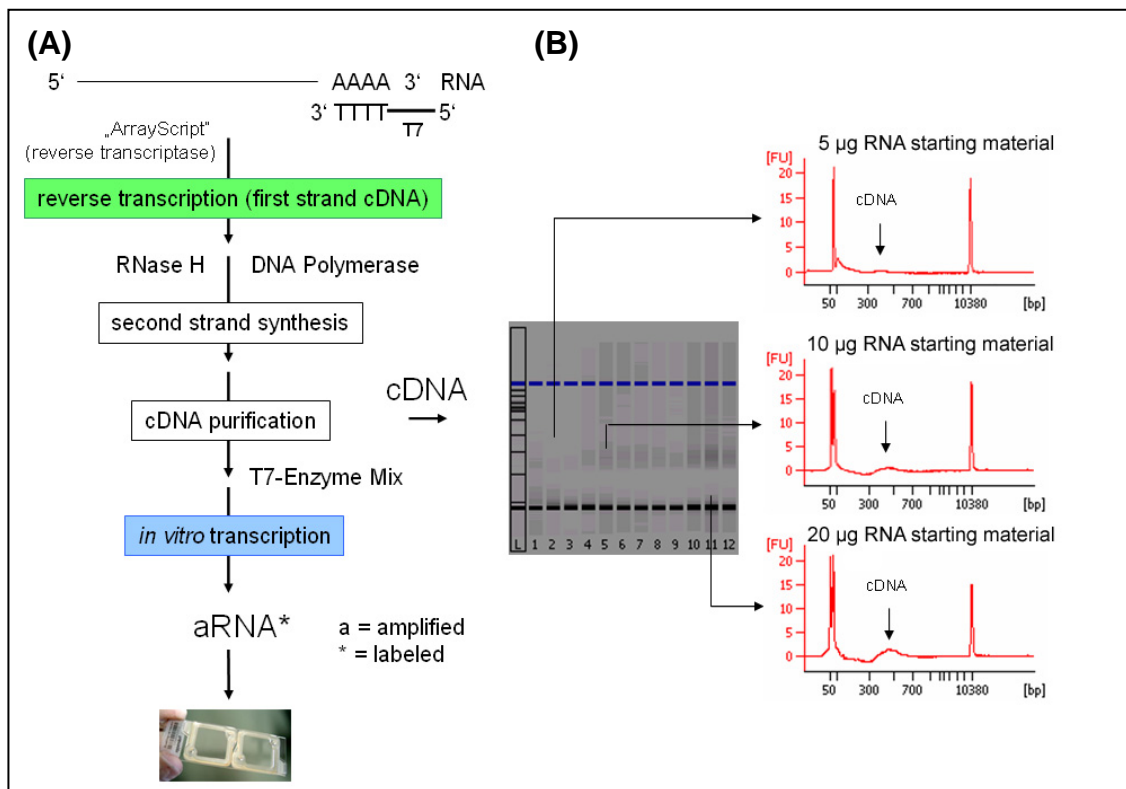 (A)
5‘ AAAA 3‘ RNA
3‘ TTTT 5‘
T7
„ArrayScript“
(reverse transcriptase)
reverse transcription (first strand cDNA)
RNase H DNA Polymerase
second strand synthesis
cDNA purification
T7-Enzyme Mix
in vitro transcription
aRNA*
a = amplified
* = labeled
cDNA
(B)
L 1 2 3 4 5 6 7 8 9 10 11 12
5 µg RNA starting material
[FU]
20
15
10
5
0
cDNA
50 300 700 10380 [bp]
10 µg RNA starting material
[FU]
20
15
10
5
0
cDNA
50 300 700 10380 [bp]
20 µg RNA starting material
[FU]
20
15
10
5
0
cDNA
50 300 700 10380 [bp]